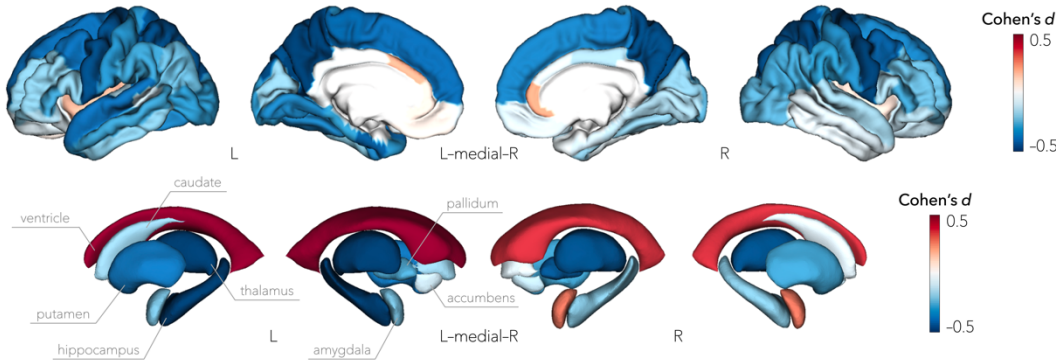 Cohen's d
0.5
−0.5
L
L–medial–R
R
caudate
ventricle
pallidum
Cohen's d
0.5
thalamus
accumbens
putamen
−0.5
hippocampus
L
amygdala
L–medial–R
R